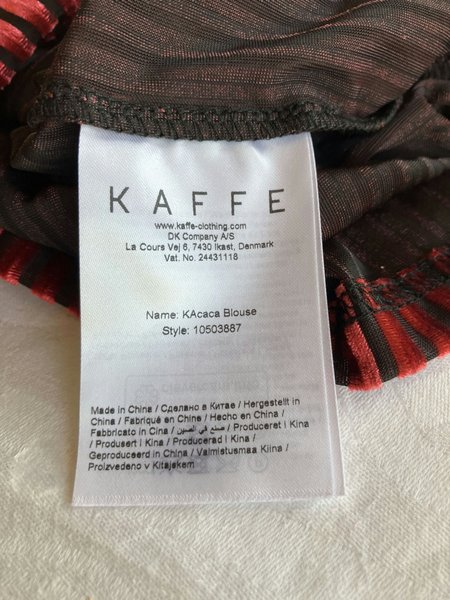 KAFFE
www.kaffe-clothing.com
DK Company A/S
La Cours Vej 6, 7430 Ikast, Denmark
Vat. No. 24431118
Name: KAcaca Blouse
Style: 10503887
Made in China / Сделано в Китае / Hergestellt in
China / Fabriqué en Chine / Hecho en China /
Fabbricato in Cina / صنع في الصين / Produceret I Kina
/ Produsert I Kina / Producerad I Kina /
Geproduceerd in China / Valmistusmaa Kiina /
Proizvedeno v Kitajskem